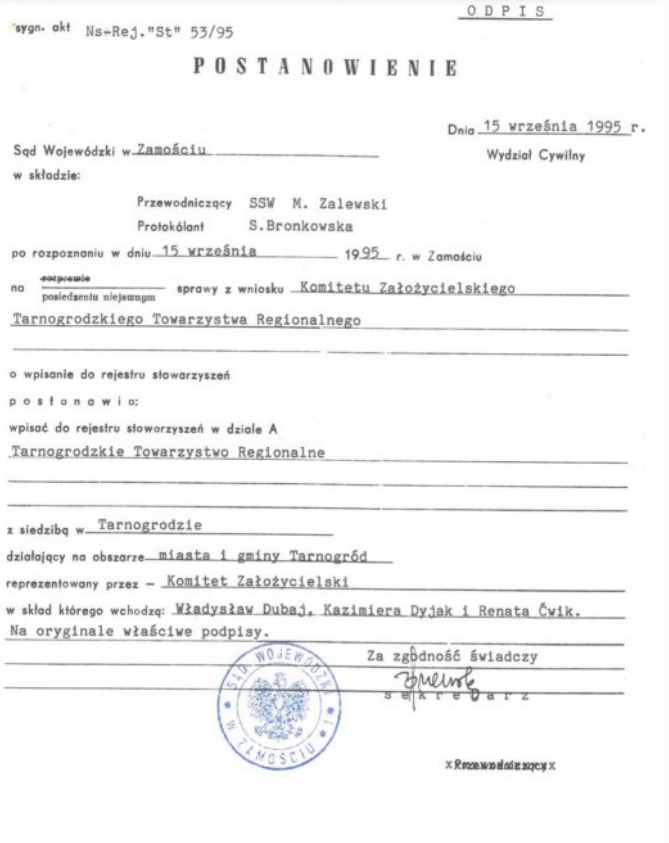 O D P I S
sygn. akt Ns-Rej."St" 53/95
POSTANOWIENIE
Dnia 15 września 1995 r.
Sąd Wojewódzki w Zamościu
Wydział Cywilny
w składzie:
Przewodniczący SSW M. Zalewski
Protokólant S.Bronkowska
po rozpoznaniu w dniu 15 września 1995 r. w Zamościu
rozprawie
na posiedzeniu niejawnym sprawy z wniosku Komitetu Założycielskiego
Tarnogrodzkiego Towarzystwa Regionalnego
o wpisanie do rejestru stowarzyszeń
p o s t a n a w i a:
wpisać do rejestru stowarzyszeń w dziale A
Tarnogrodzkie Towarzystwo Regionalne
z siedzibą w Tarnogrodzie
działający na obszarze miasta i gminy Tarnogród
reprezentowany przez – Komitet Założycielski
w skład którego wchodzą: Władysław Dubaj, Kazimiera Dyjak i Renata Ćwik.
Na oryginale właściwe podpisy.
Za zgodność świadczy
s e k r e t a r z
SĄD WOJEWÓDZKI
W ZAMOŚCIU
1
Przewodniczący